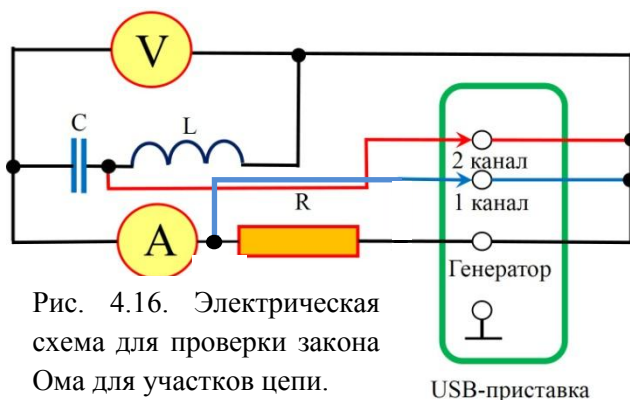 V
C
L
2 канал
1 канал
R
A
Генератор
Рис. 4.16. Электрическая
схема для проверки закона
Ома для участков цепи.
USB-приставка